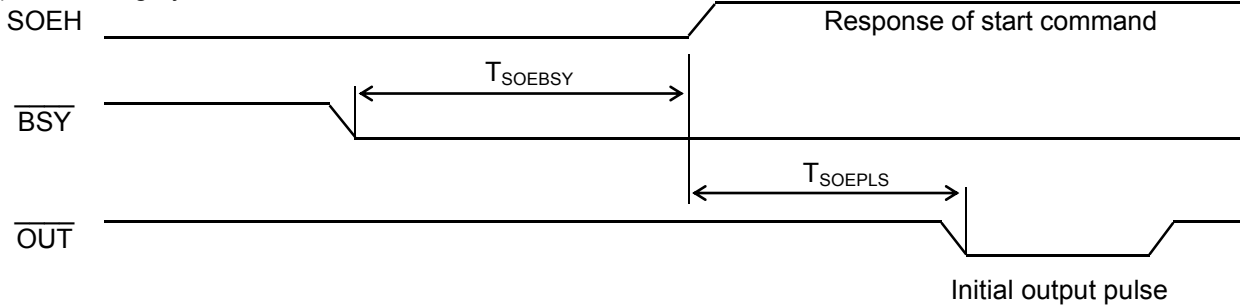 SOEH
Response of start command
TSOEBSY
BSY
TSOEPLS
OUT
Initial output pulse